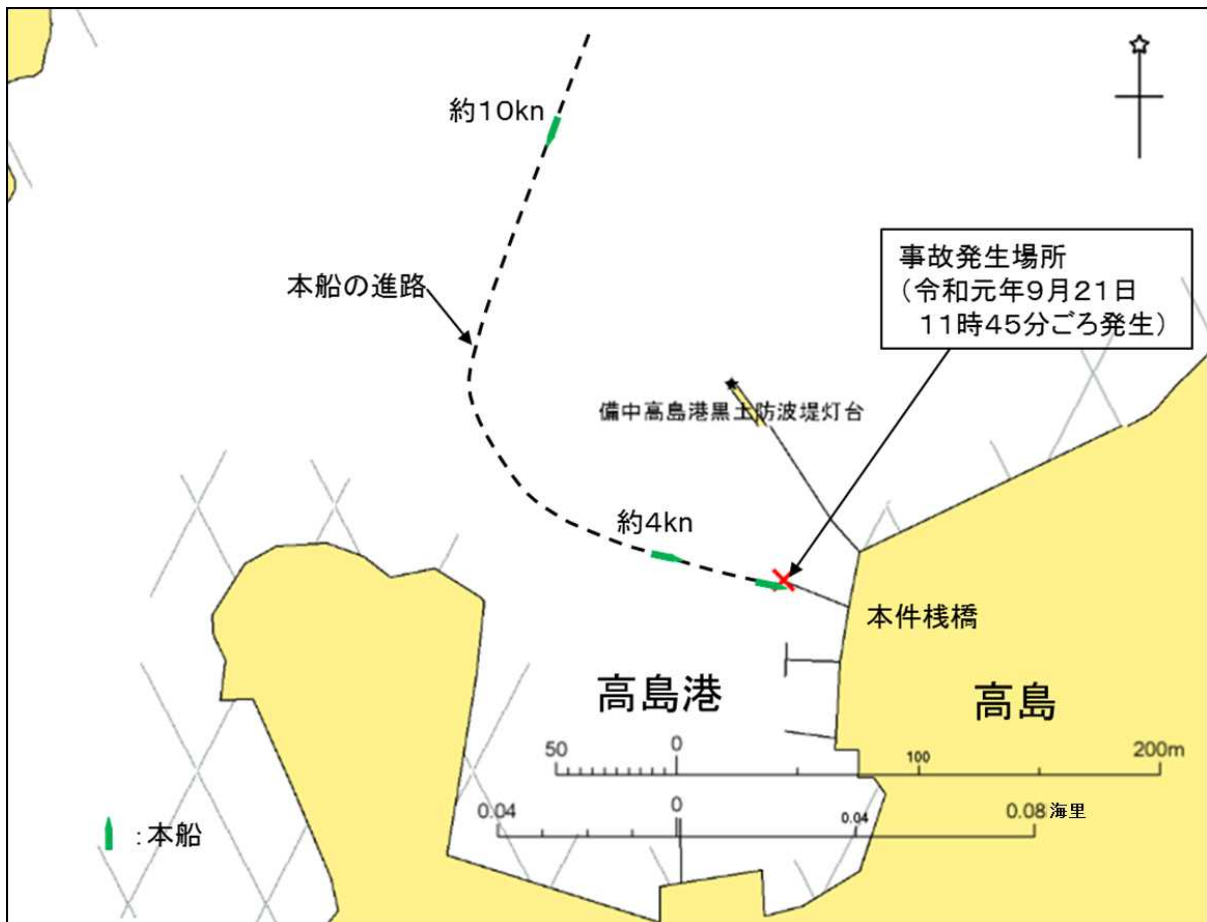 約10kn
本船の進路
事故発生場所
（令和元年９月２１日
１１時４５分ごろ発生）
備中高島港黒土防波堤灯台
約4kn
本件桟橋
高島港
高島
50 0 100 200m
0.04 0 0.04 0.08 海里
：本船